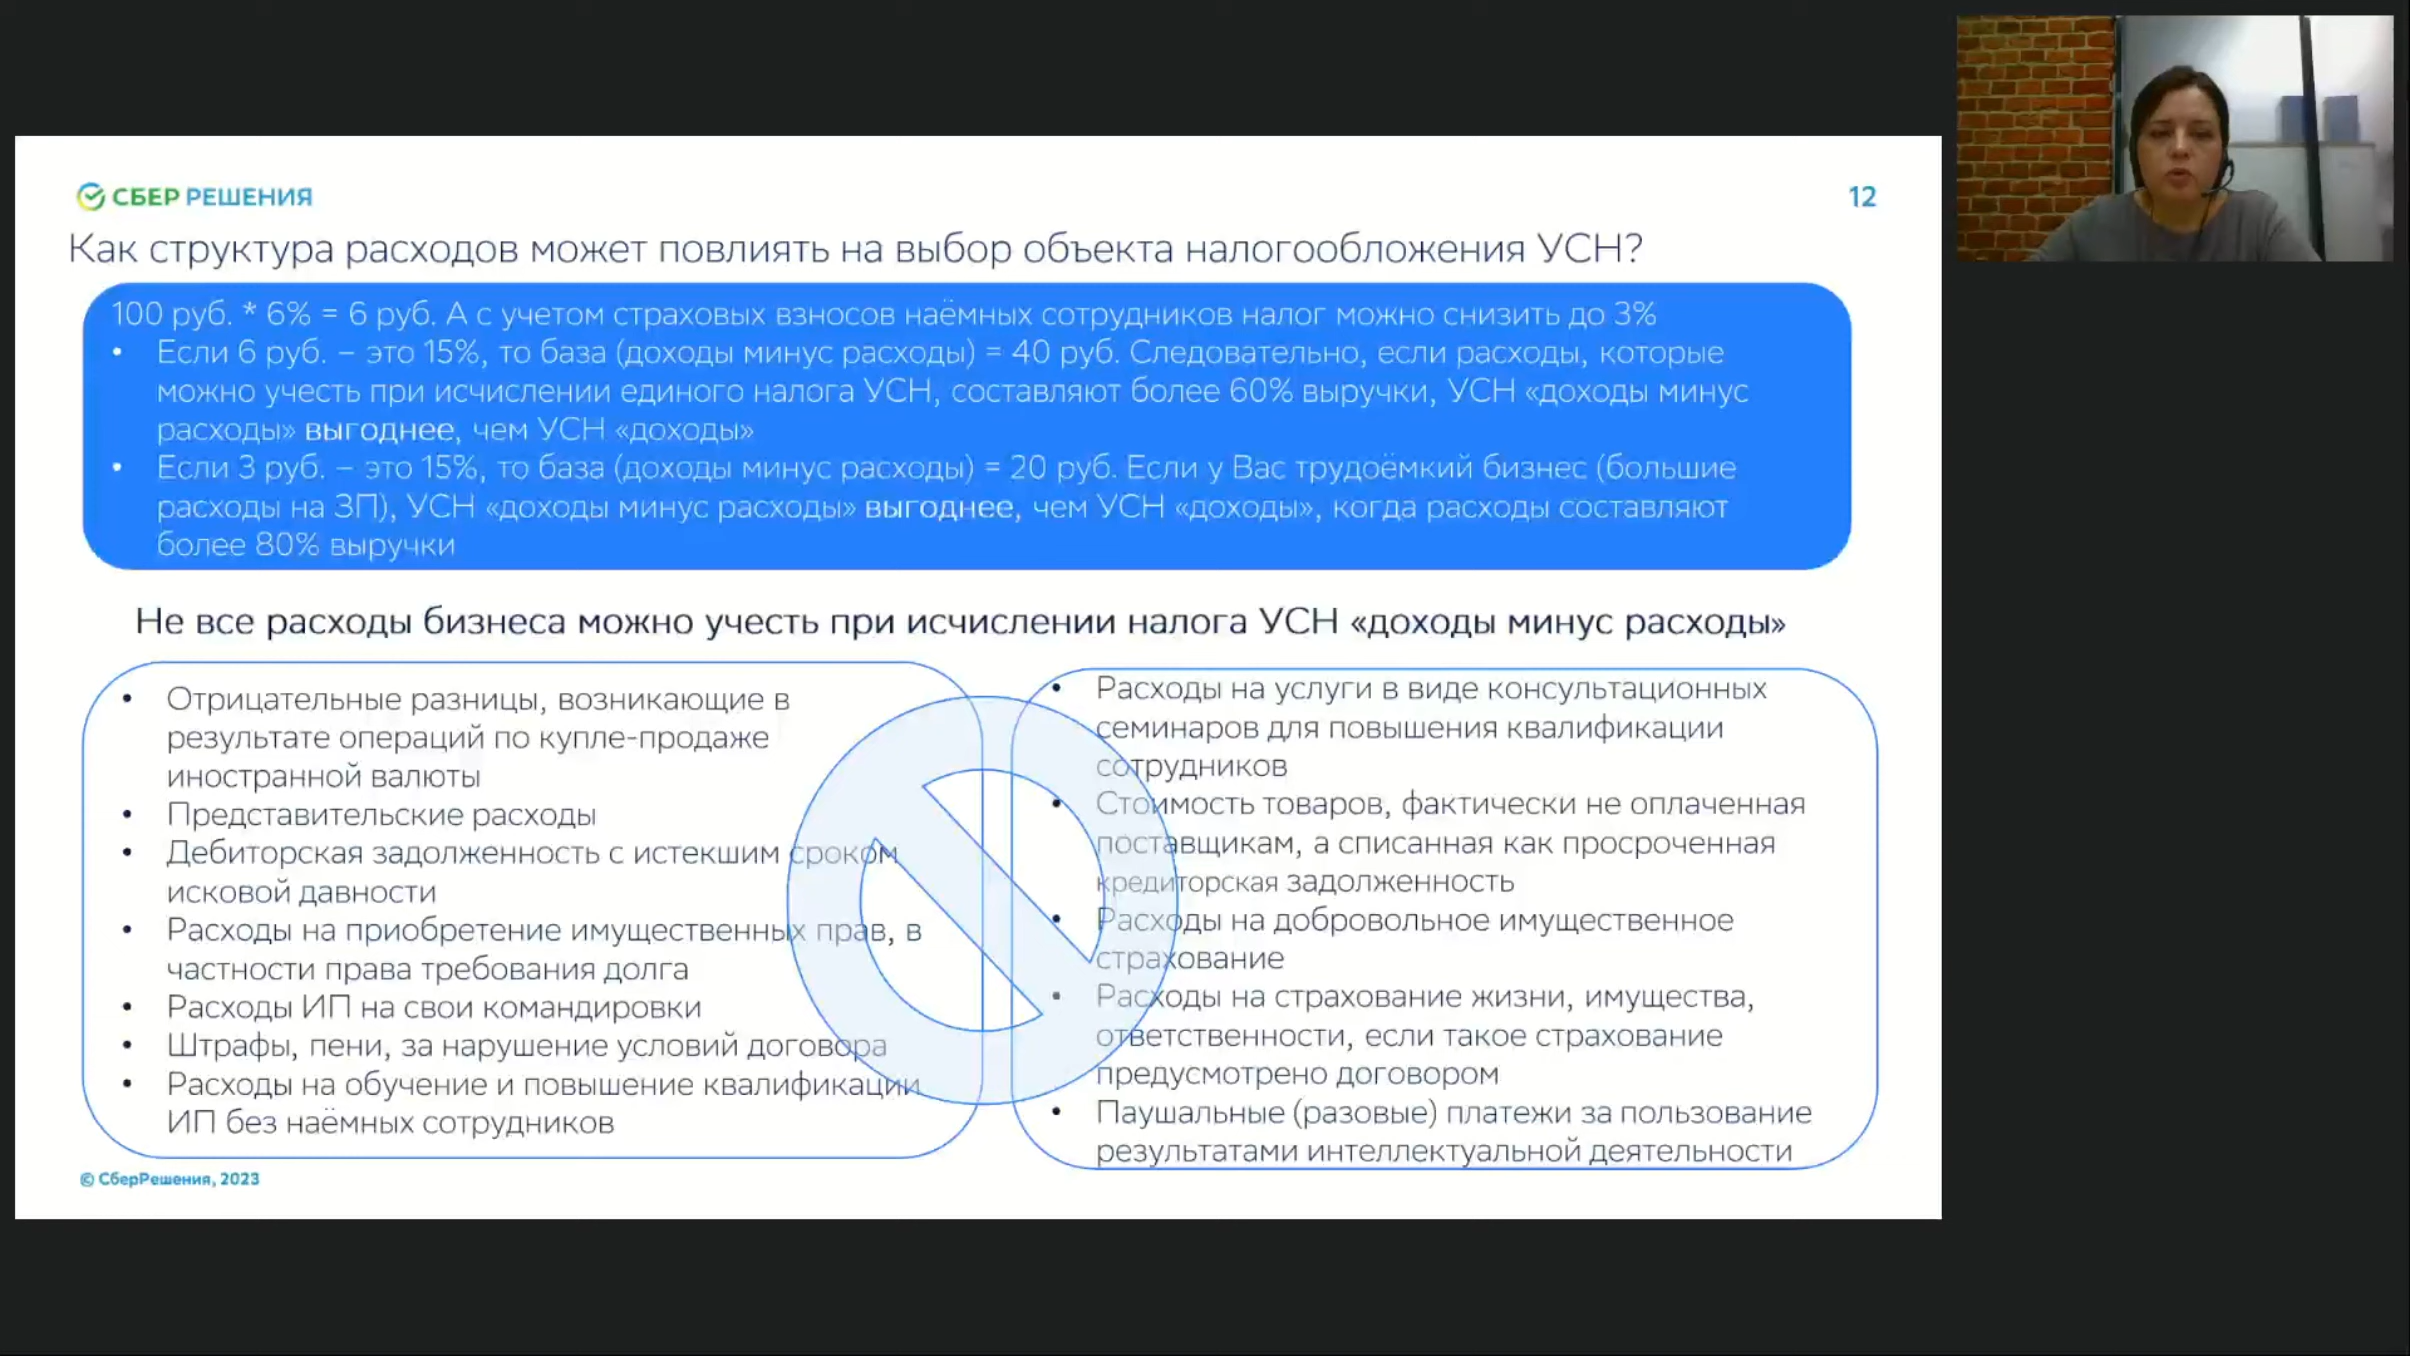 СБЕР РЕШЕНИЯ
12
Как структура расходов может повлиять на выбор объекта налогообложения УСН?
100 руб. * 6% = 6 руб. А с учетом страховых взносов наёмных сотрудников налог можно снизить до 3%
• Если 6 руб. – это 15%, то база (доходы минус расходы) = 40 руб. Следовательно, если расходы, которые
можно учесть при исчислении единого налога УСН, составляют более 60% выручки, УСН «доходы минус
расходы» выгоднее, чем УСН «доходы»
• Если 3 руб. – это 15%, то база (доходы минус расходы) = 20 руб. Если у Вас трудоёмкий бизнес (большие
расходы на ЗП), УСН «доходы минус расходы» выгоднее, чем УСН «доходы», когда расходы составляют
более 80% выручки
Не все расходы бизнеса можно учесть при исчислении налога УСН «доходы минус расходы»
• Отрицательные разницы, возникающие в
результате операций по купле-продаже
иностранной валюты
• Представительские расходы
• Дебиторская задолженность с истекшим сроком
исковой давности
• Расходы на приобретение имущественных прав, в
частности права требования долга
• Расходы ИП на свои командировки
• Штрафы, пени, за нарушение условий договора
• Расходы на обучение и повышение квалификации
ИП без наёмных сотрудников
• Расходы на услуги в виде консультационных
семинаров для повышения квалификации
сотрудников
• Стоимость товаров, фактически не оплаченная
поставщикам, а списанная как просроченная
кредиторская задолженность
• Расходы на добровольное имущественное
страхование
• Расходы на страхование жизни, имущества,
ответственности, если такое страхование
предусмотрено договором
• Паушальные (разовые) платежи за пользование
результатами интеллектуальной деятельности
© СберРешения, 2023